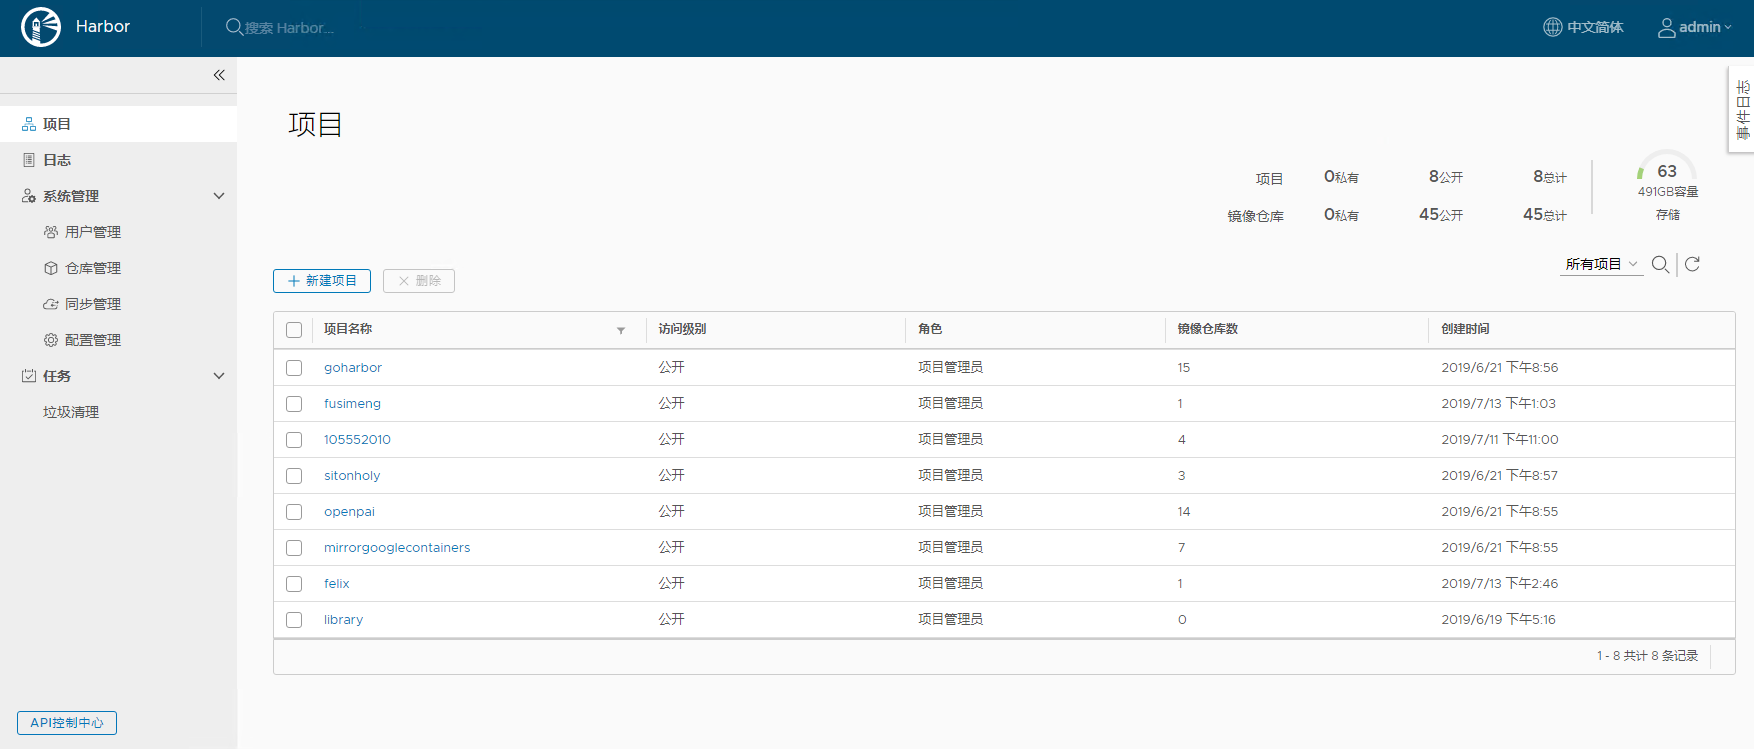 Harbor
搜索 Harbor...
中文简体
admin
事件日志
项目
日志
系统管理
用户管理
仓库管理
同步管理
配置管理
任务
垃圾清理
API控制中心
项目
项目 0私有 8公开 8总计
镜像仓库 0私有 45公开 45总计
63
491GB容量
存储
所有项目
新建项目 删除
项目名称 访问级别 角色 镜像仓库数 创建时间
goharbor 公开 项目管理员 15 2019/6/21 下午8:56
fusimeng 公开 项目管理员 1 2019/7/13 下午1:03
105552010 公开 项目管理员 4 2019/7/11 下午11:00
sitonholy 公开 项目管理员 3 2019/6/21 下午8:57
openpai 公开 项目管理员 14 2019/6/21 下午8:55
mirrorgooglecontainers 公开 项目管理员 7 2019/6/21 下午8:55
felix 公开 项目管理员 1 2019/7/13 下午2:46
library 公开 项目管理员 0 2019/6/19 下午5:16
1 - 8 共计 8 条记录